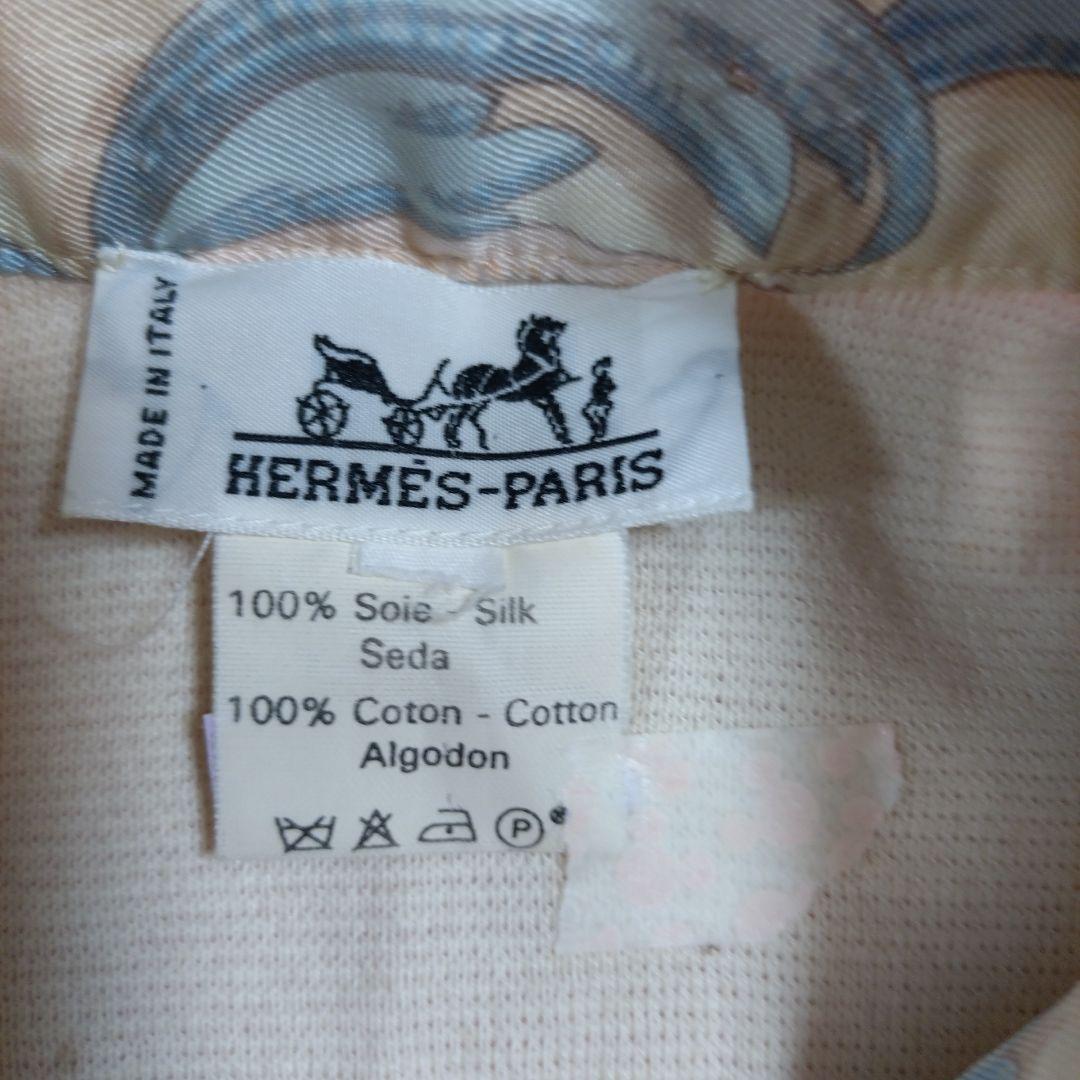 MADE IN ITALY
HERMÈS-PARIS
100% Soie - Silk
Seda
100% Coton - Cotton
Algodon
P